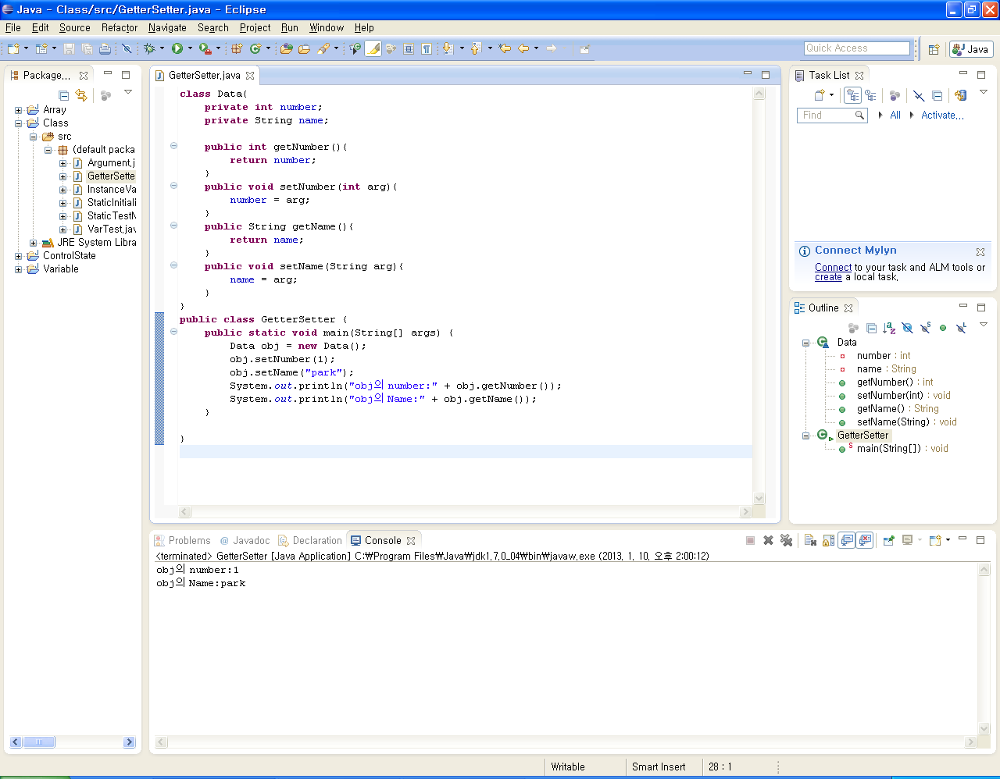 Java - Class/src/GetterSetter.java - Eclipse
File Edit Source Refactor Navigate Search Project Run Window Help
Quick Access
Java
Package...
Array
Class
src
(default packa
Argument.j
GetterSette
InstanceVa
StaticInitiali
StaticTestM
VarTest.jav
JRE System Libra
ControlState
Variable
GetterSetter.java
class Data{
private int number;
private String name;
public int getNumber(){
return number;
}
public void setNumber(int arg){
number = arg;
}
public String getName(){
return name;
}
public void setName(String arg){
name = arg;
}
}
public class GetterSetter {
public static void main(String[] args) {
Data obj = new Data();
obj.setNumber(1);
obj.setName("park");
System.out.println("obj의 number:" + obj.getNumber());
System.out.println("obj의 Name:" + obj.getName());
}
}
Task List
Find
All
Activate...
Connect Mylyn
Connect to your task and ALM tools or
create a local task.
Outline
Data
number : int
name : String
getNumber() : int
setNumber(int) : void
getName() : String
setName(String) : void
GetterSetter
main(String[]) : void
Problems @ Javadoc Declaration Console
<terminated> GetterSetter [Java Application] C:₩Program Files₩Java₩jdk1.7.0_04₩bin₩javaw.exe (2013. 1. 10. 오후 2:00:12)
obj의 number:1
obj의 Name:park
Writable
Smart Insert
28 : 1